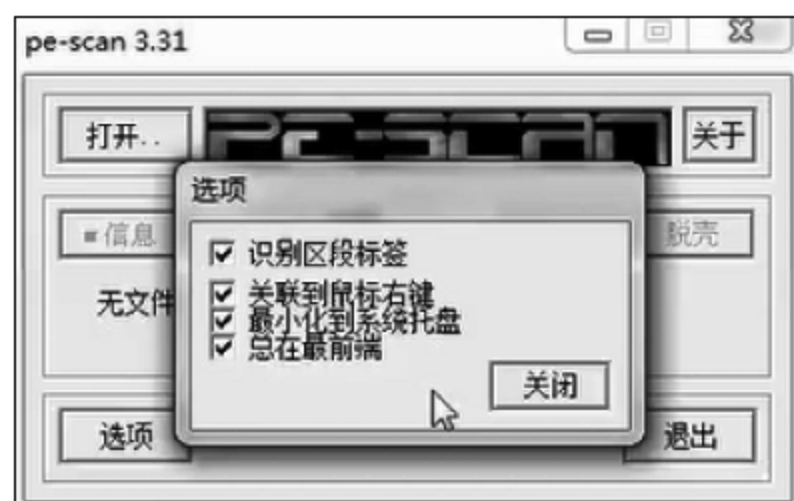 pe-scan 3.31
打开..
PE-SCAN
关于
选项
■信息
脱壳
识别区段标签
无文件
关联到鼠标右键
最小化到系统托盘
总在最前端
关闭
选项
退出